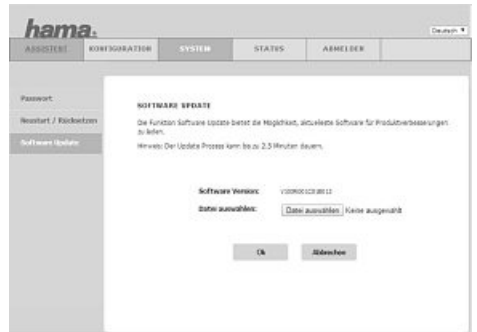 hama.
Deutsch
ASSISTENT KONFIGURATION SYSTEM STATUS ABMELDEN
Passwort
Neustart / Rücksetzen
Software Update
SOFTWARE UPDATE
Die Funktion Software Update bietet die Möglichkeit, aktuelleste Software für Produktverbesserungen
zu laden.
Hinweis: Der Update Prozess kann bis zu 2,5 Minuten dauern.
Software Version:
Datei auswählen: Datei auswählen Keine ausgewählt
Ok Abbrechen